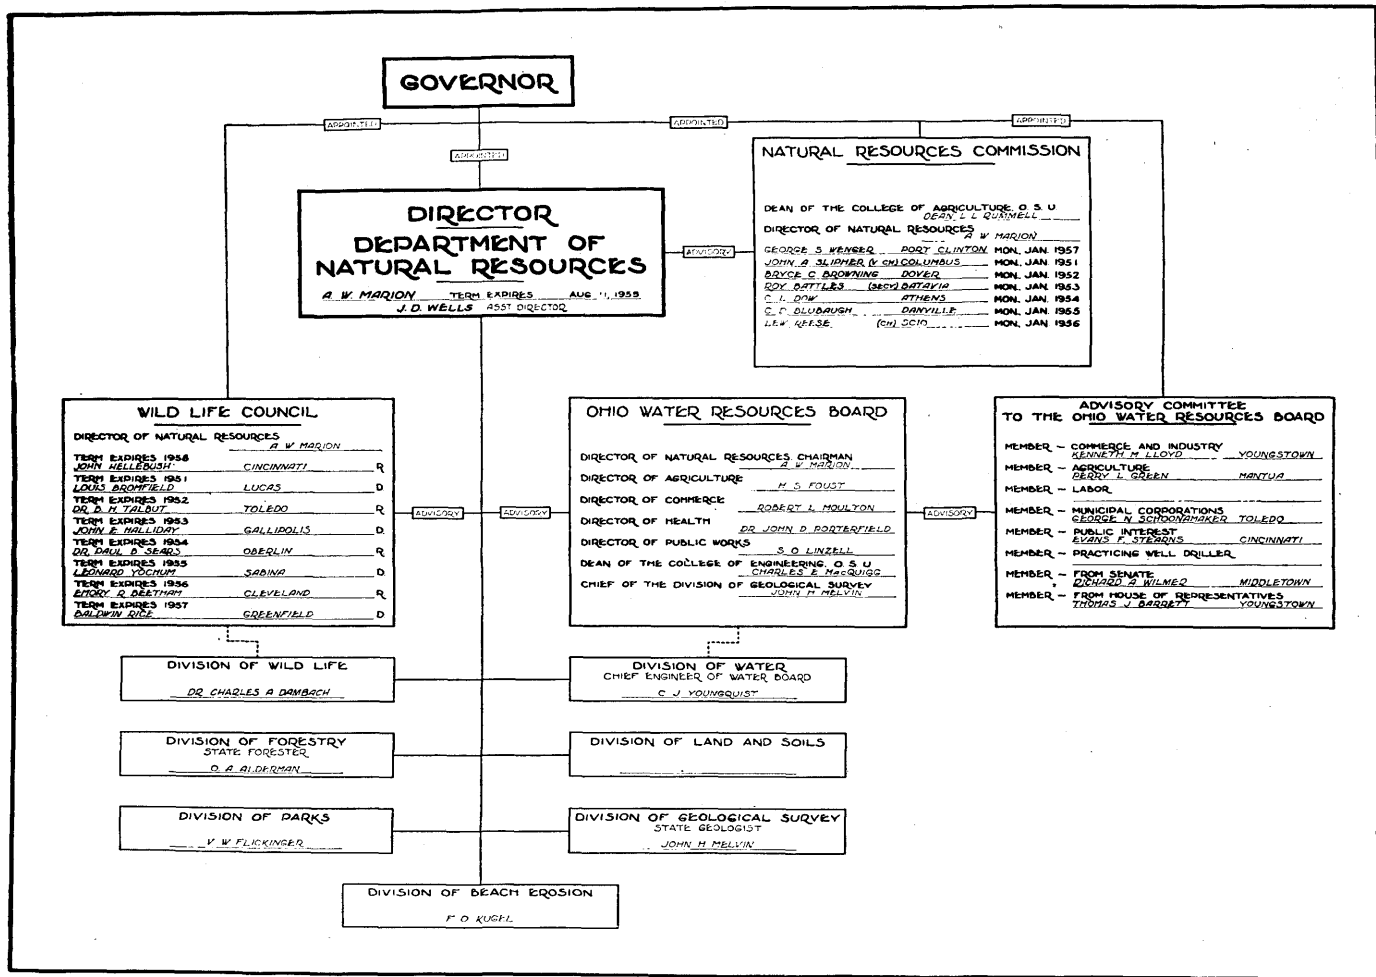 GOVERNOR
APPOINTED
APPOINTED
APPOINTED
APPOINTED
NATURAL RESOURCES COMMISSION
DEAN OF THE COLLEGE OF AGRICULTURE, O. S. U
DEAN L L RUMMELL
DIRECTOR OF NATURAL RESOURCES
A W MARION
GEORGE S WENGER PORT CLINTON MON. JAN. 1957
JOHN A SLIPHER (V CH) COLUMBUS MON. JAN. 1951
BRYCE C BROWNING DOVER MON. JAN. 1952
ROY BATTLES (SECY) BATAVIA MON. JAN. 1953
C L DOW ATHENS MON. JAN. 1954
BLUBAUGH DANVILLE MON. JAN. 1955
LEW REESE (CH) SCIO MON. JAN. 1956
DIRECTOR
DEPARTMENT OF
NATURAL RESOURCES
A. W. MARION TERM EXPIRES AUG 11, 1955
J. D. WELLS ASST DIRECTOR
ADVISORY
WILD LIFE COUNCIL
DIRECTOR OF NATURAL RESOURCES
A W MARION
TERM EXPIRES 1958
JOHN HELLEBUSH CINCINNATI R
TERM EXPIRES 1951
LOUIS BROMFIELD LUCAS D
TERM EXPIRES 1952
DR. B. H. TALBUT TOLEDO R
TERM EXPIRES 1953
JOHN E HALLIDAY GALLIPOLIS D
TERM EXPIRES 1954
DR. PAUL B SEARS OBERLIN R
TERM EXPIRES 1955
LEONARD YOCHUM SABINA D
TERM EXPIRES 1956
EMORY R BEETHAM CLEVELAND R
TERM EXPIRES 1957
BALDWIN RICE GREENFIELD D
ADVISORY
ADVISORY
OHIO WATER RESOURCES BOARD
DIRECTOR OF NATURAL RESOURCES, CHAIRMAN
A W MARION
DIRECTOR OF AGRICULTURE
H S FOUST
DIRECTOR OF COMMERCE
ROBERT L MOULTON
DIRECTOR OF HEALTH
DR JOHN D PORTERFIELD
DIRECTOR OF PUBLIC WORKS
S O LINZELL
DEAN OF THE COLLEGE OF ENGINEERING, O. S. U
CHARLES E MacQUIGG
CHIEF OF THE DIVISION OF GEOLOGICAL SURVEY
JOHN H MELVIN
ADVISORY
ADVISORY COMMITTEE
TO THE OHIO WATER RESOURCES BOARD
MEMBER – COMMERCE AND INDUSTRY
KENNETH M LLOYD YOUNGSTOWN
MEMBER – AGRICULTURE
PERRY L GREEN MANTUA
MEMBER – LABOR
MEMBER – MUNICIPAL CORPORATIONS
GEORGE N SCHOONAMAKER TOLEDO
MEMBER – PUBLIC INTEREST
EVANS F. STEARNS CINCINNATI
MEMBER – PRACTICING WELL DRILLER
MEMBER – FROM SENATE
RICHARD A WILMER MIDDLETOWN
MEMBER – FROM HOUSE OF REPRESENTATIVES
THOMAS J BARRETT YOUNGSTOWN
DIVISION OF WILD LIFE
DR CHARLES A DAMBACH
DIVISION OF WATER
CHIEF ENGINEER OF WATER BOARD
C J YOUNGQUIST
DIVISION OF FORESTRY
STATE FORESTER
O A ALDERMAN
DIVISION OF LAND AND SOILS
DIVISION OF PARKS
V W FLICKINGER
DIVISION OF GEOLOGICAL SURVEY
STATE GEOLOGIST
JOHN H MELVIN
DIVISION OF BEACH EROSION
F O KUGEL